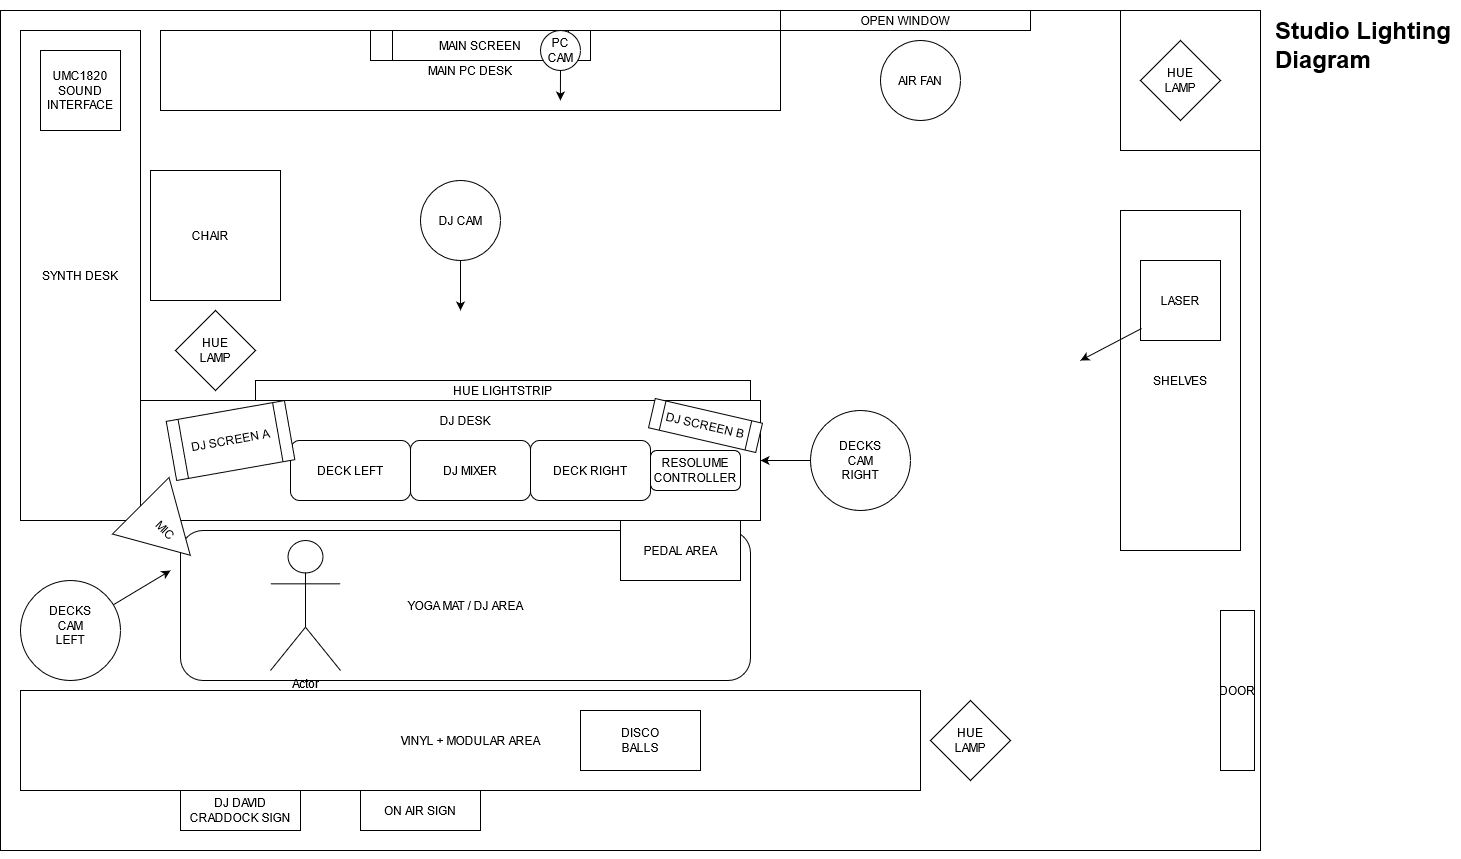 Studio Lighting
Diagram
OPEN WINDOW
MAIN SCREEN
PC
CAM
MAIN PC DESK
AIR FAN
HUE
LAMP
UMC1820
SOUND
INTERFACE
CHAIR
DJ CAM
SYNTH DESK
LASER
SHELVES
HUE
LAMP
HUE LIGHTSTRIP
DJ DESK
DJ SCREEN A
DJ SCREEN B
DECK LEFT
DJ MIXER
DECK RIGHT
RESOLUME
CONTROLLER
DECKS
CAM
RIGHT
MIC
PEDAL AREA
DECKS
CAM
LEFT
YOGA MAT / DJ AREA
Actor
DOOR
VINYL + MODULAR AREA
DISCO
BALLS
HUE
LAMP
DJ DAVID
CRADDOCK SIGN
ON AIR SIGN